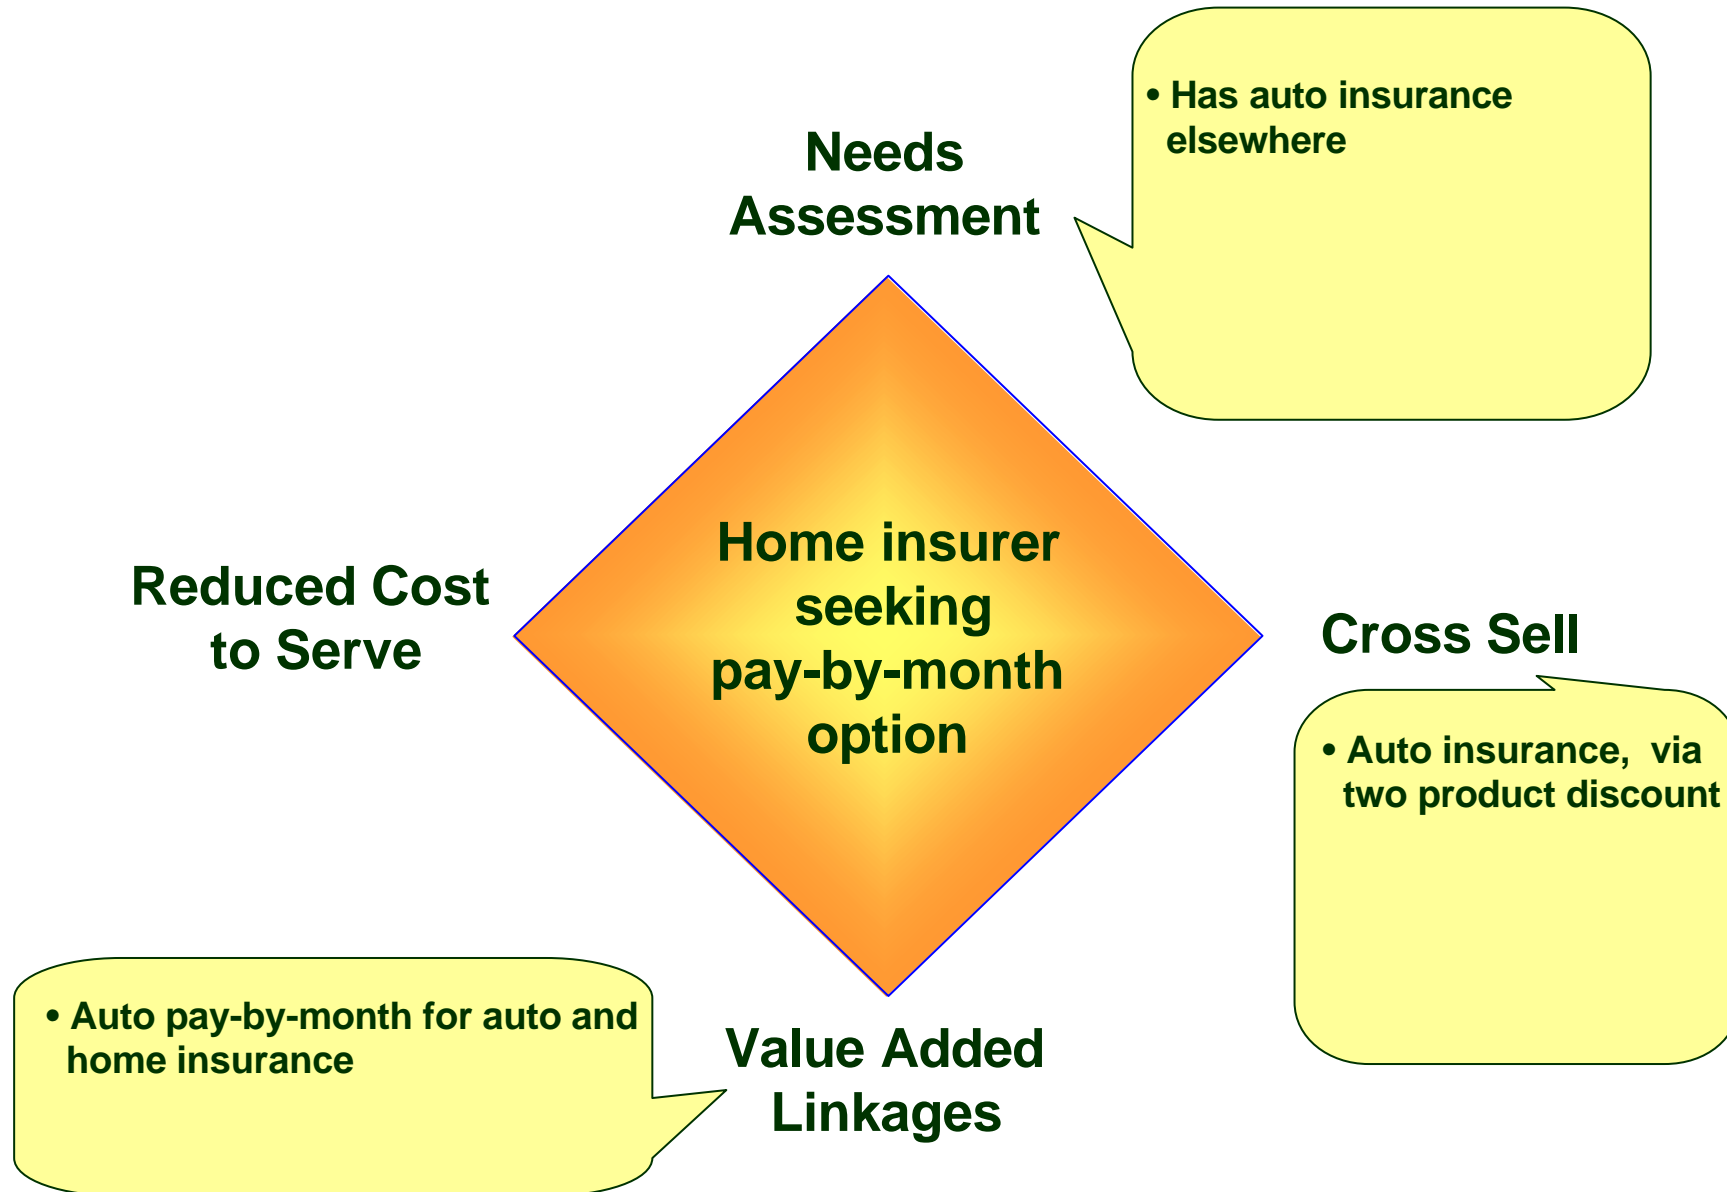 • Has auto insurance
elsewhere
Needs
Assessment
Home insurer
seeking
pay-by-month
option
Reduced Cost
to Serve
Cross Sell
• Auto insurance,  via
two product discount
• Auto pay-by-month for auto and
home insurance
Value Added
Linkages